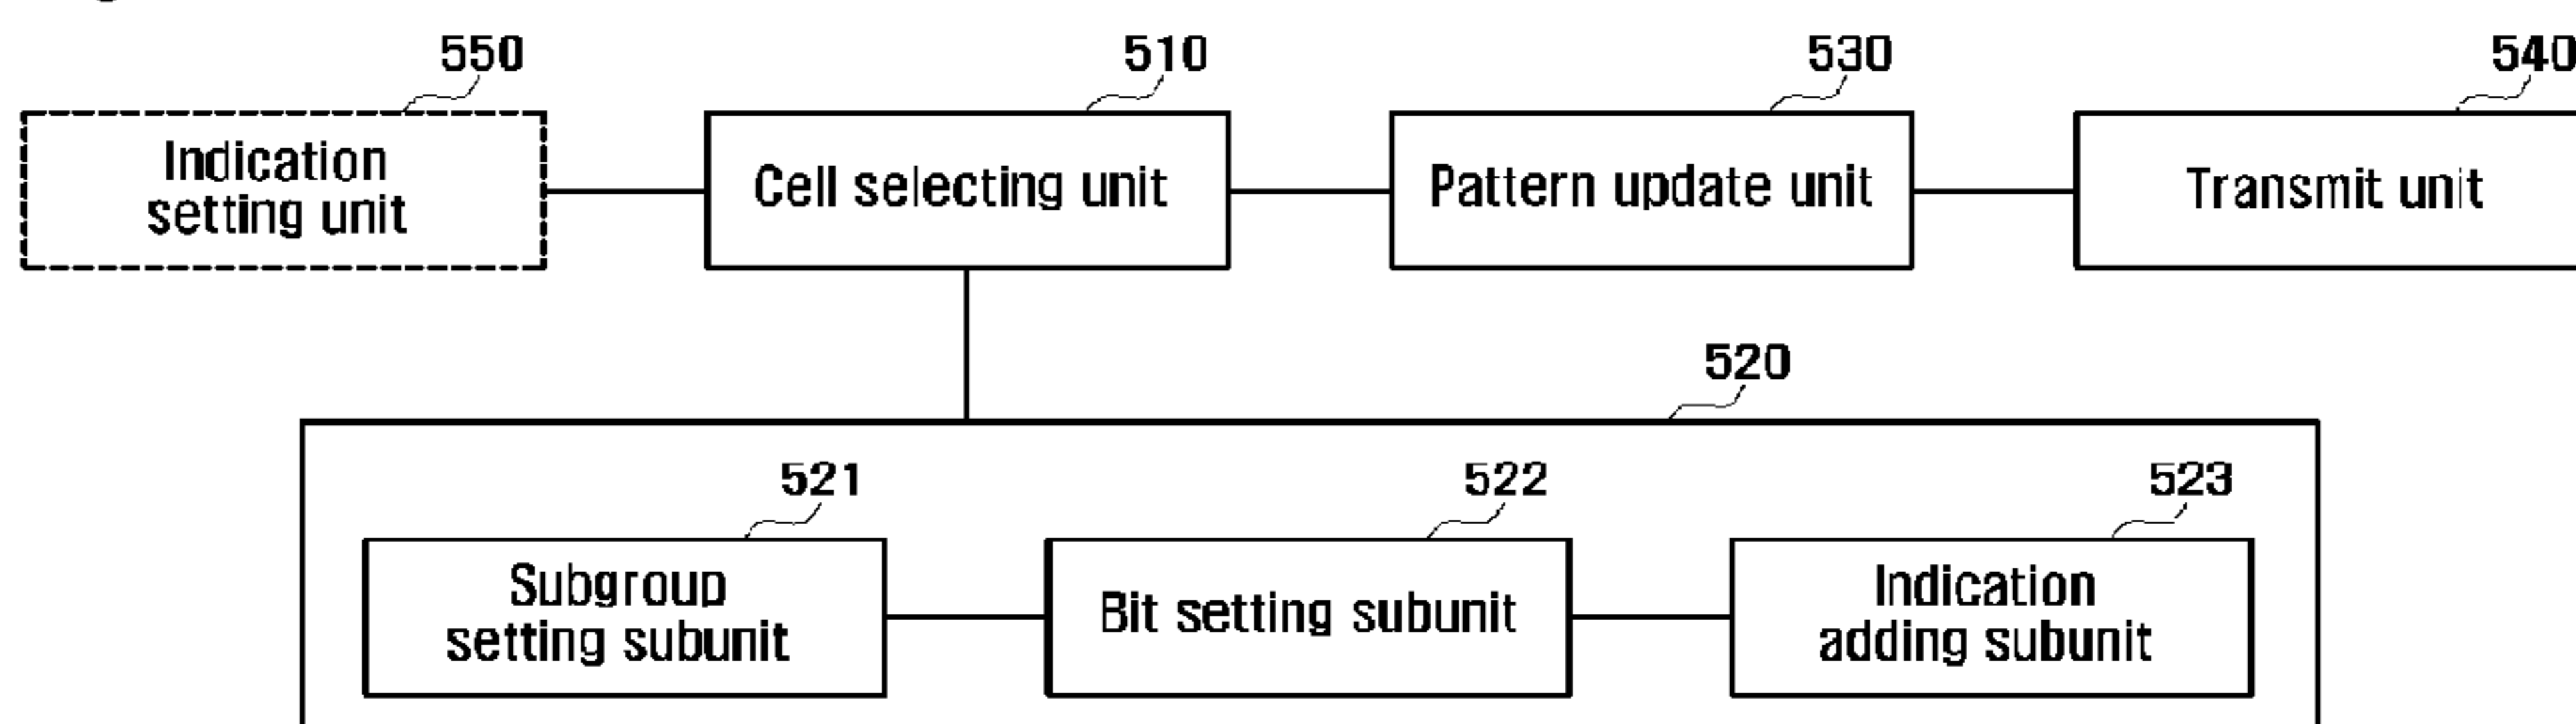 550
510
530
540
Indication
setting unit
Cell selecting unit
Pattern update unit
Transmit unit
520
521
522
523
Subgroup
setting subunit
Bit setting subunit
Indication
adding subunit